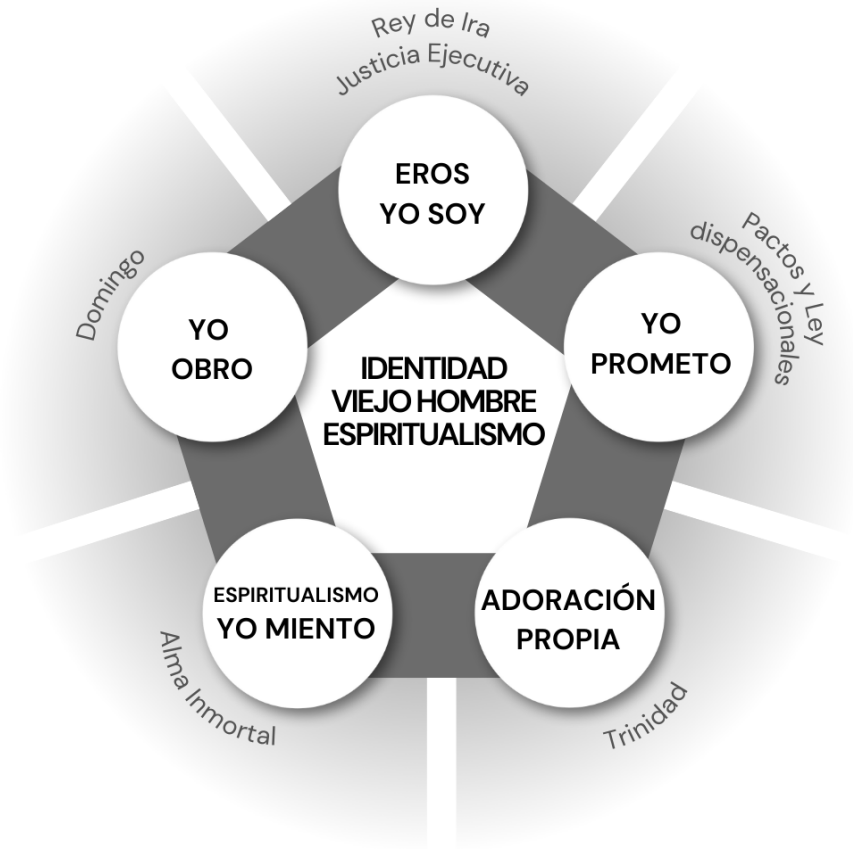 Rey de Ira
Justicia Ejecutiva
EROS
YO SOY
Pactos y Ley
dispensacionales
YO
PROMETO
Domingo
YO
OBRO
IDENTIDAD
VIEJO HOMBRE
ESPIRITUALISMO
ESPIRITUALISMO
YO MIENTO
Alma Inmortal
ADORACIÓN
PROPIA
Trinidad